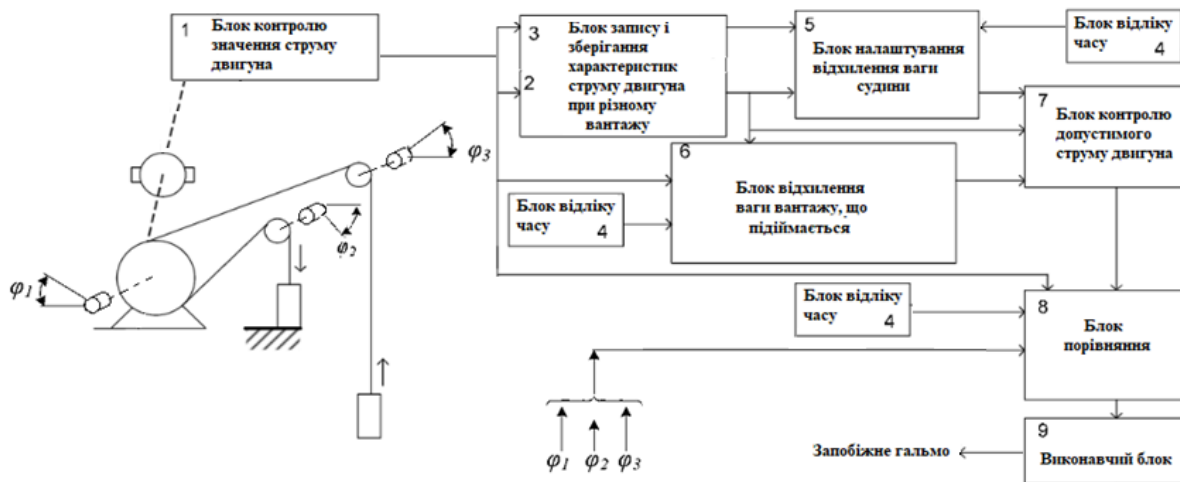 1
Блок контролю
значення струму
двигуна
3
2
Блок запису і
зберігання
характеристик
струму двигуна
при різному
вантажу
5
Блок налаштування
відхилення ваги
судини
Блок відліку
часу 4
7
Блок контролю
допустимого
струму двигуна
6
Блок відхилення
ваги вантажу, що
підіймається
Блок відліку
часу 4
φ3
φ2
φ1
Блок відліку
часу 4
8
Блок
порівняння
φ1 φ2 φ3
9
Виконавчий блок
Запобіжне гальмо